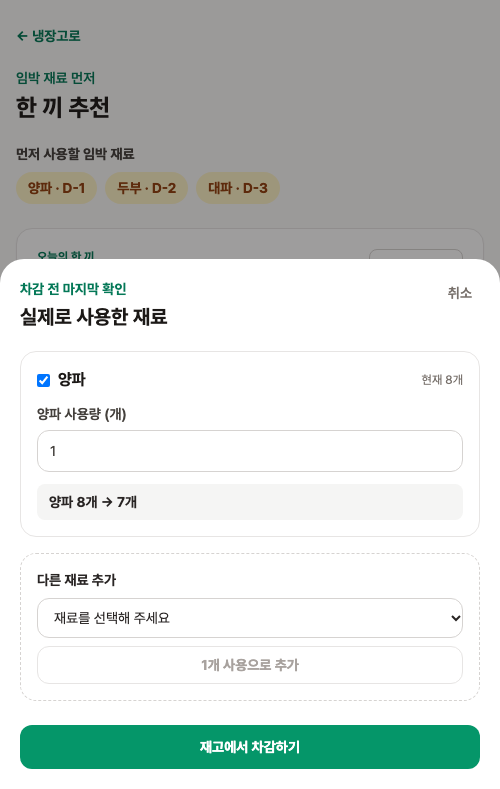 ← 냉장고로
임박 재료 먼저
한 끼 추천
먼저 사용할 임박 재료
양파 · D-1 두부 · D-2 대파 · D-3
오늘의 한 끼
차감 전 마지막 확인
취소
실제로 사용한 재료
양파 현재 8개
양파 사용량 (개)
1
양파 8개 → 7개
다른 재료 추가
재료를 선택해 주세요
1개 사용으로 추가
재고에서 차감하기